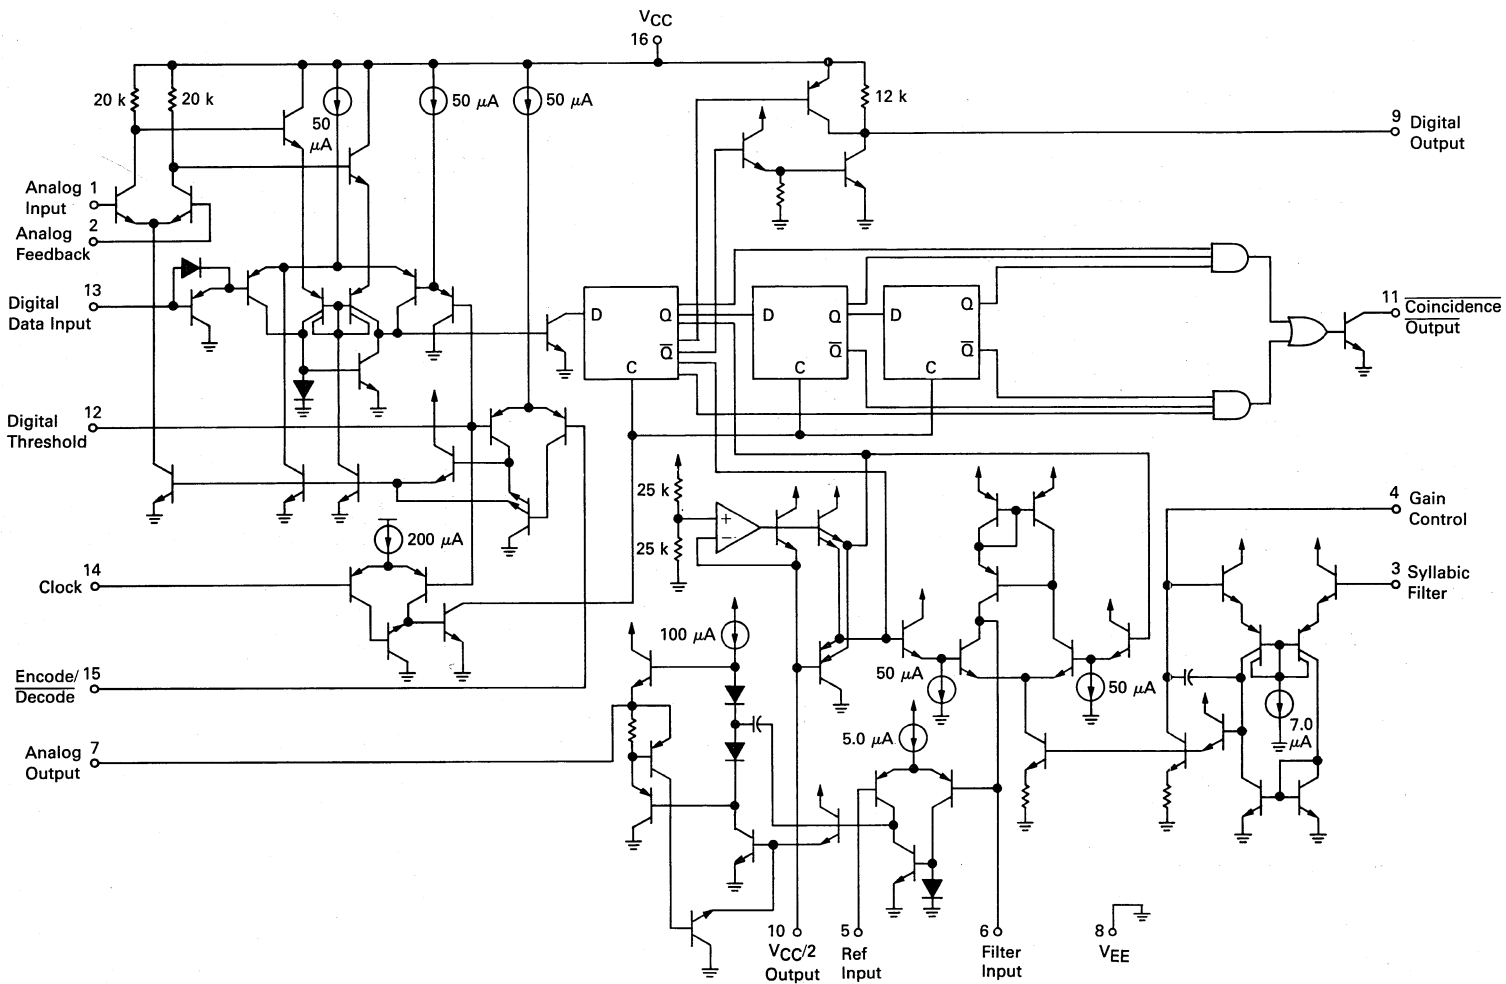 VCC
16
20 k
20 k
50
μA
50 μA
50 μA
12 k
9 Digital
Output
Analog 1
Input
2
Analog
Feedback
13
Digital
Data Input
D
Q
Q̅
C
D
Q
Q̅
C
D
Q
Q̅
C
11 C̅o̅i̅n̅c̅i̅d̅e̅n̅c̅e̅
O̅u̅t̅p̅u̅t̅
12
Digital
Threshold
25 k
25 k
+
−
4 Gain
Control
200 μA
14
Clock
3 Syllabic
Filter
100 μA
Encode/ 15
D̅e̅c̅o̅d̅e̅
50 μA
50 μA
7.0
μA
5.0 μA
Analog 7
Output
10
VCC/2
Output
5
Ref
Input
6
Filter
Input
8
VEE